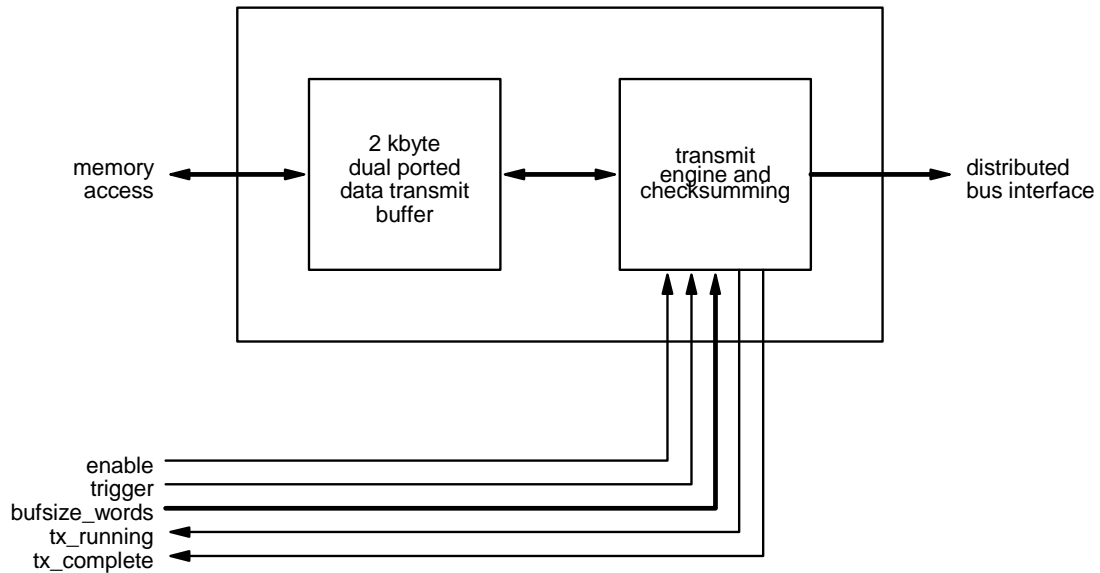 2 kbyte
dual ported
data transmit
buffer
transmit
engine and
checksumming
memory
access
distributed
bus interface
enable
trigger
bufsize_words
tx_running
tx_complete